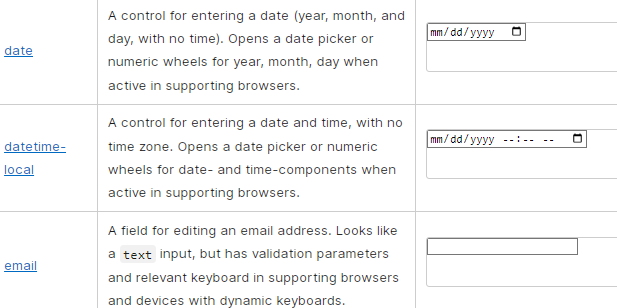 date
A control for entering a date (year, month, and
day, with no time). Opens a date picker or
numeric wheels for year, month, day when
active in supporting browsers.
mm/dd/yyyy
datetime-
local
A control for entering a date and time, with no
time zone. Opens a date picker or numeric
wheels for date- and time-components when
active in supporting browsers.
mm/dd/yyyy --:-- --
email
A field for editing an email address. Looks like
a text input, but has validation parameters
and relevant keyboard in supporting browsers
and devices with dynamic keyboards.